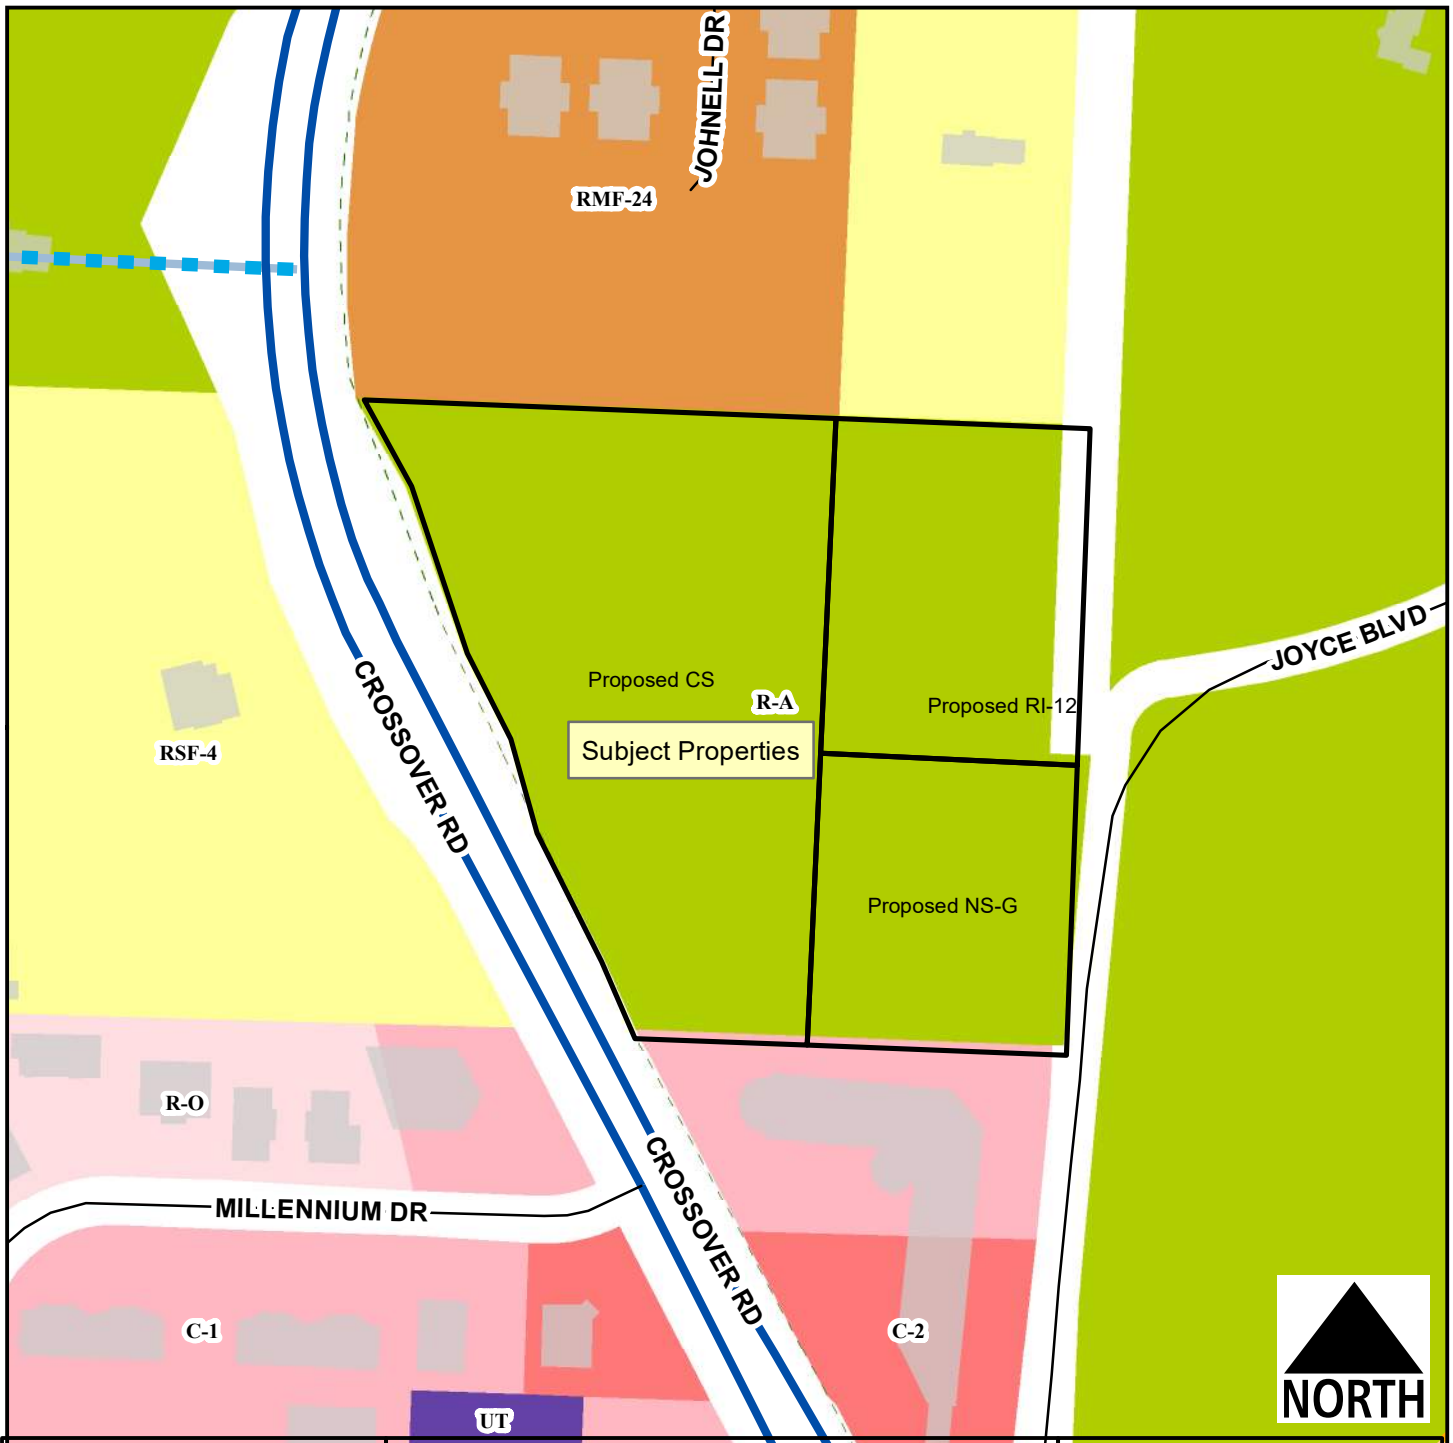 JOHNELL DR
RMF-24
JOYCE BLVD
Proposed CS
R-A
Proposed RI-12
Subject Properties
RSF-4
CROSSOVER RD
Proposed NS-G
R-O
MILLENNIUM DR
CROSSOVER RD
C-1
C-2
UT
NORTH